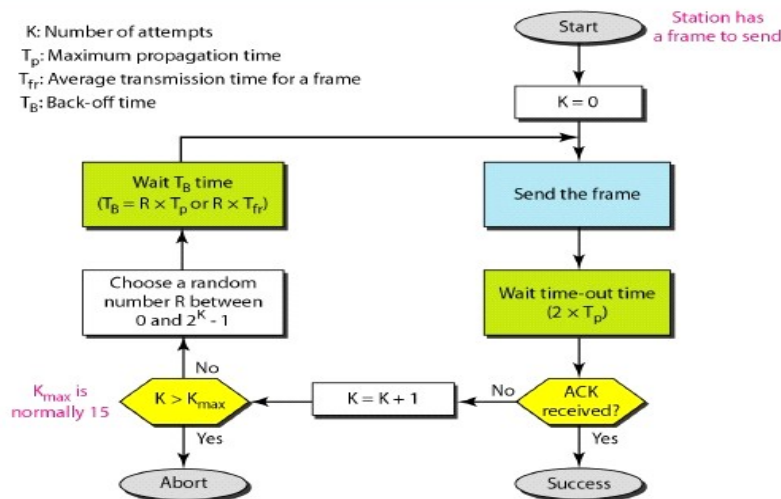 K: Number of attempts
Tp: Maximum propagation time
Tfr: Average transmission time for a frame
TB: Back-off time
Start
Station has
a frame to send
K = 0
Wait TB time
(TB = R × Tp or R × Tfr)
Send the frame
Choose a random
number R between
0 and 2^K - 1
Wait time-out time
(2 × Tp)
No
Kmax is
normally 15
K > Kmax
K = K + 1
No
ACK
received?
Yes
Yes
Abort
Success